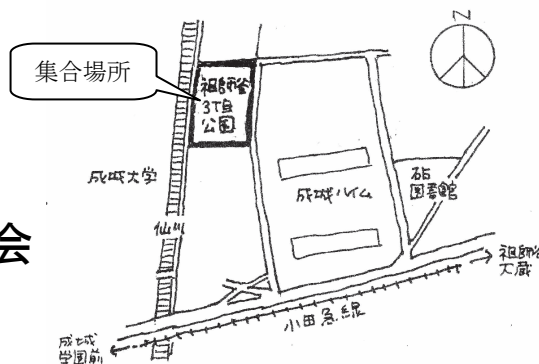 集合場所
祖師谷
3丁目
公園
N
成城大学
仙川
成城ハイム
砧
図書館
会
祖師谷
大蔵
小田急線
成城
学園前